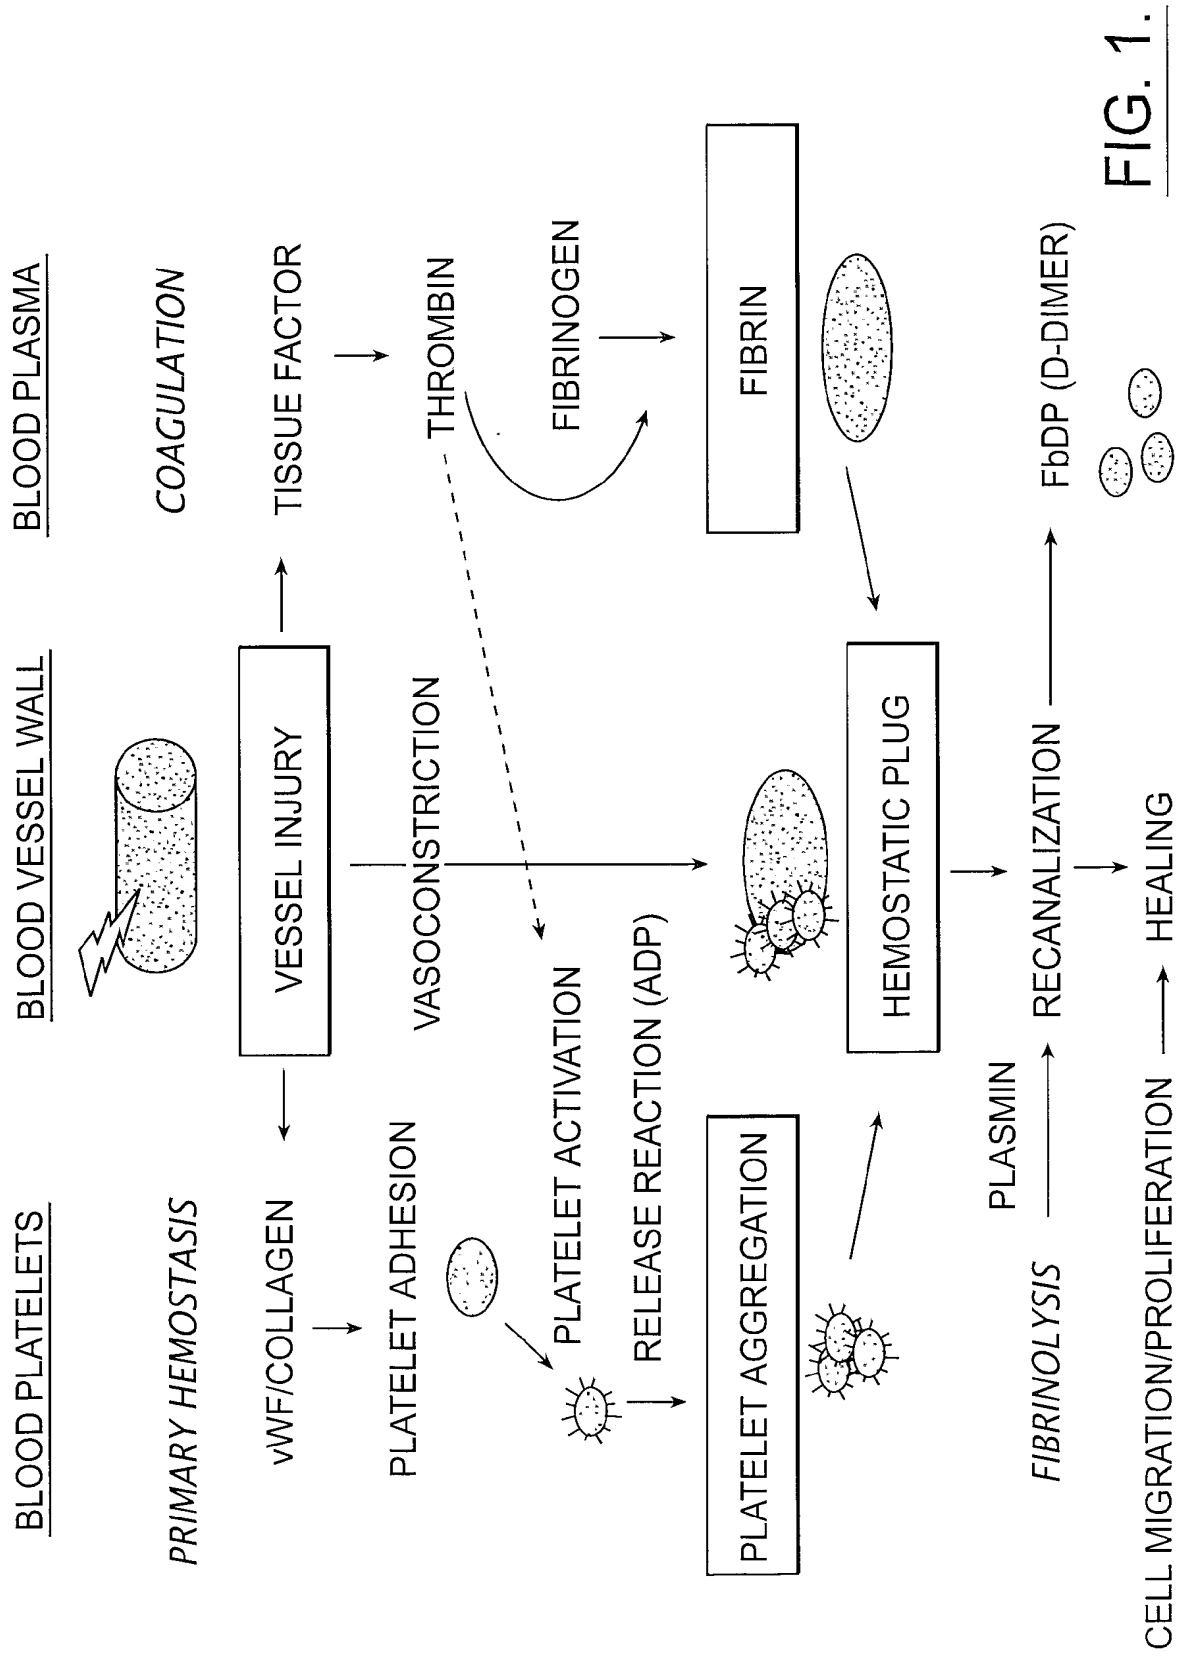 BLOOD PLATELETS
BLOOD VESSEL WALL
BLOOD PLASMA
PRIMARY HEMOSTASIS
COAGULATION
vWF/COLLAGEN
VESSEL INJURY
TISSUE FACTOR
PLATELET ADHESION
VASOCONSTRICTION
THROMBIN
PLATELET ACTIVATION
FIBRINOGEN
RELEASE REACTION (ADP)
PLATELET AGGREGATION
FIBRIN
HEMOSTATIC PLUG
PLASMIN
FIBRINOLYSIS
RECANALIZATION
FbDP (D-DIMER)
CELL MIGRATION/PROLIFERATION
HEALING
FIG. 1.